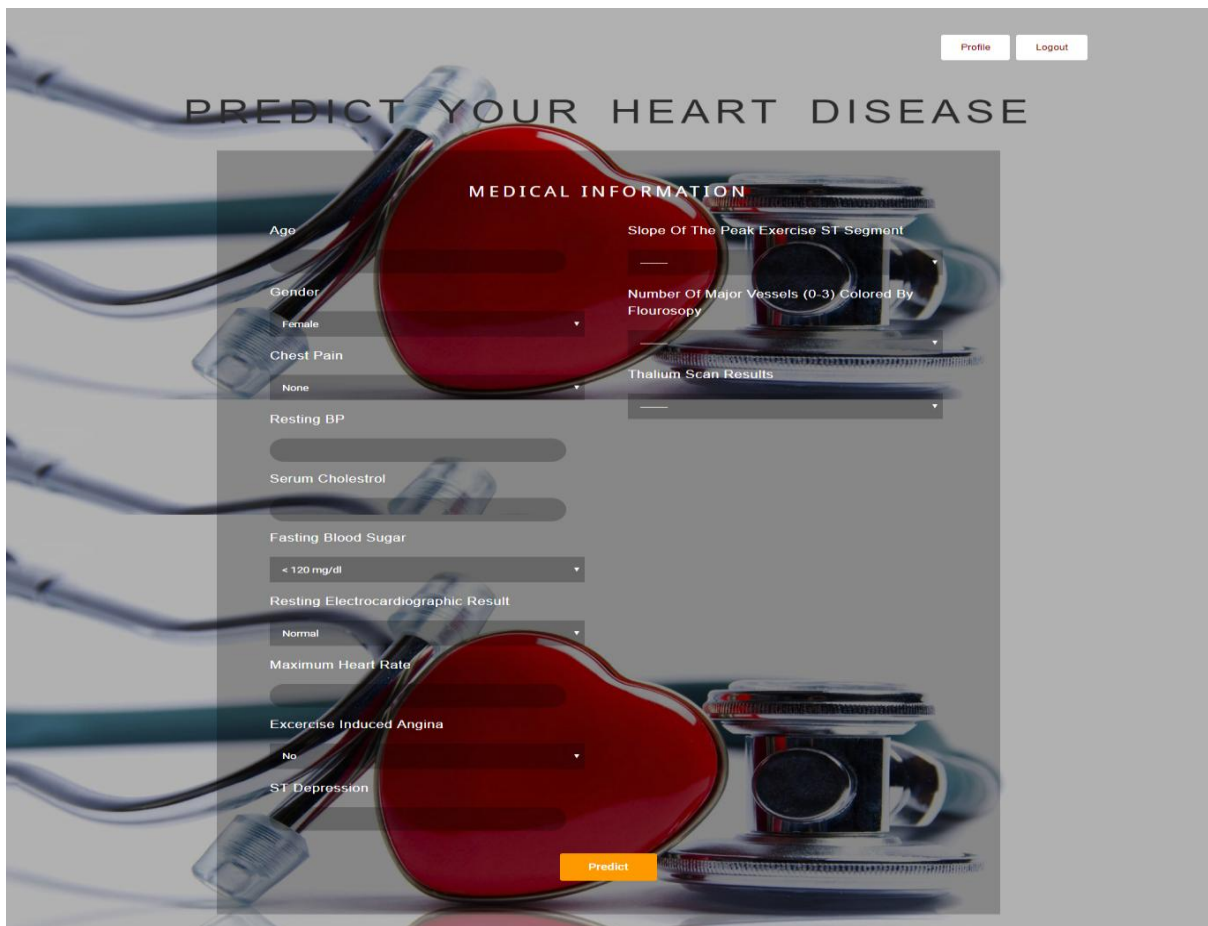 Profile Logout
PREDICT YOUR HEART DISEASE
MEDICAL INFORMATION
Age
Gender
Female
Chest Pain
None
Resting BP
Serum Cholestrol
Fasting Blood Sugar
< 120 mg/dl
Resting Electrocardiographic Result
Normal
Maximum Heart Rate
Excercise Induced Angina
No
ST Depression
Slope Of The Peak Exercise ST Segment
Number Of Major Vessels (0-3) Colored By
Flourosopy
Thalium Scan Results
Predict